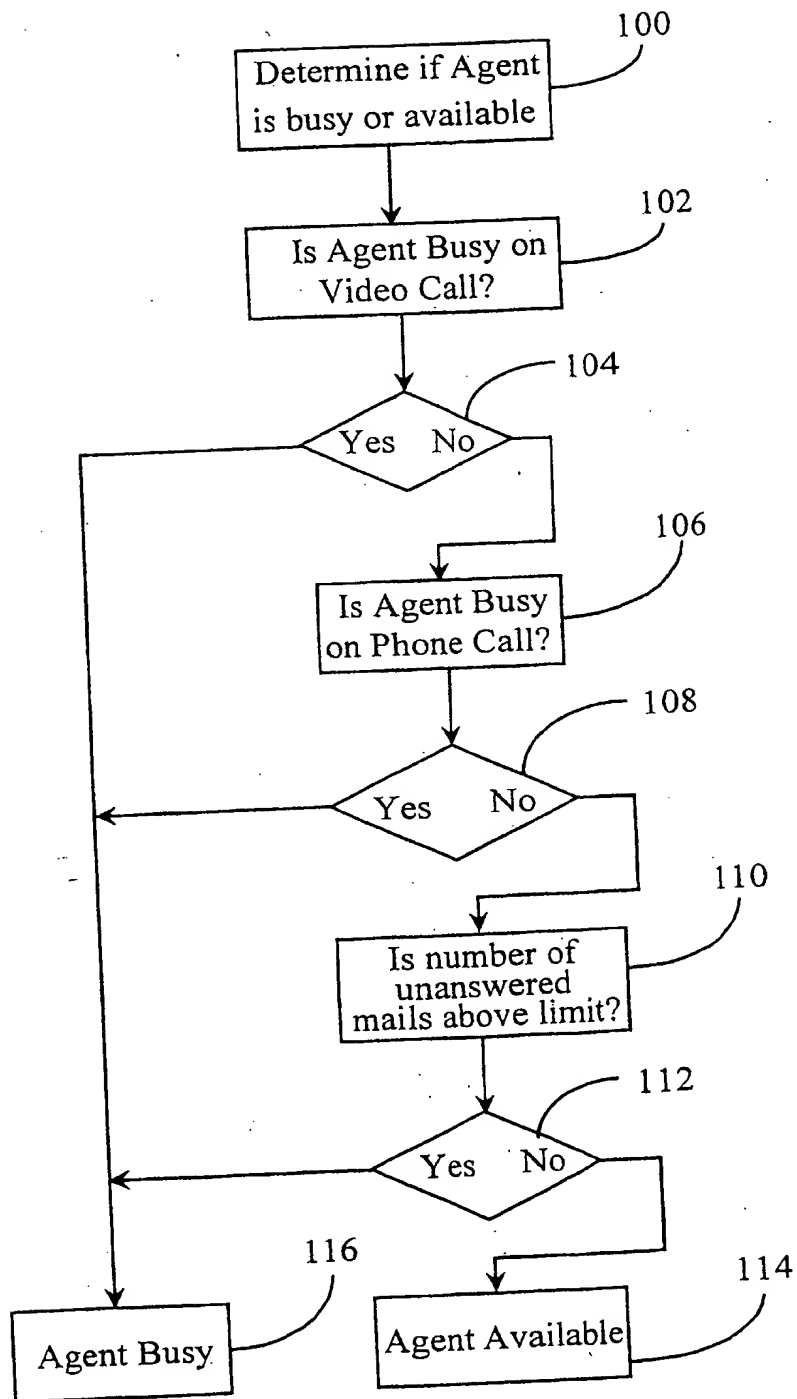 100
Determine if Agent
is busy or available
102
Is Agent Busy on
Video Call?
104
Yes No
106
Is Agent Busy
on Phone Call?
108
Yes No
110
Is number of
unanswered
mails above limit?
112
Yes No
116
114
Agent Busy
Agent Available